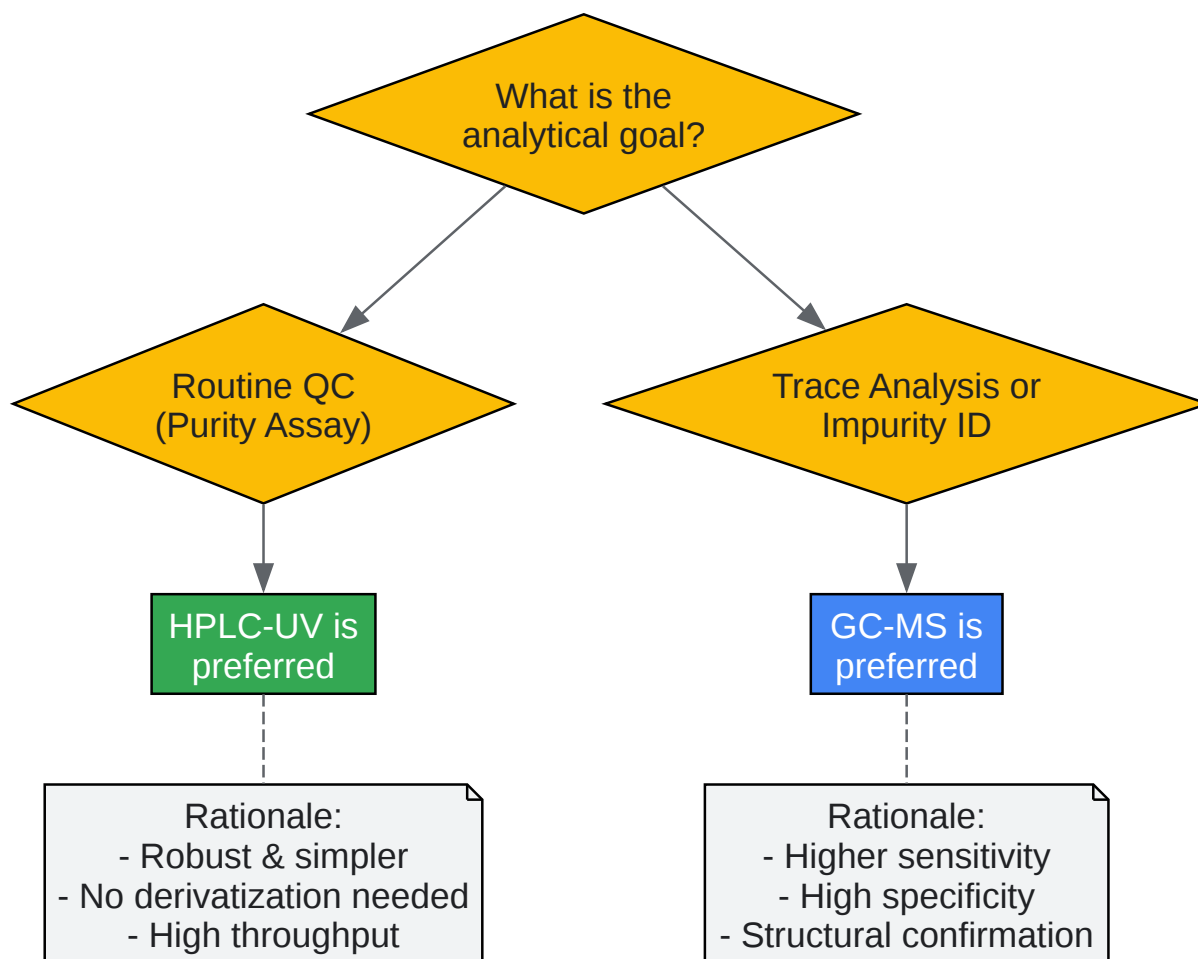 What is the
analytical goal?
Routine QC
(Purity Assay)
Trace Analysis or
Impurity ID
HPLC-UV is
preferred
GC-MS is
preferred
Rationale:
- Robust & simpler
- No derivatization needed
- High throughput
Rationale:
- Higher sensitivity
- High specificity
- Structural confirmation